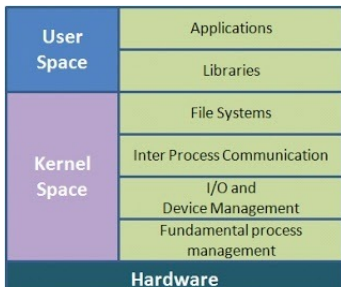 User
Space
Applications
Libraries
Kernel
Space
File Systems
Inter Process Communication
I/O and
Device Management
Fundamental process
management
Hardware